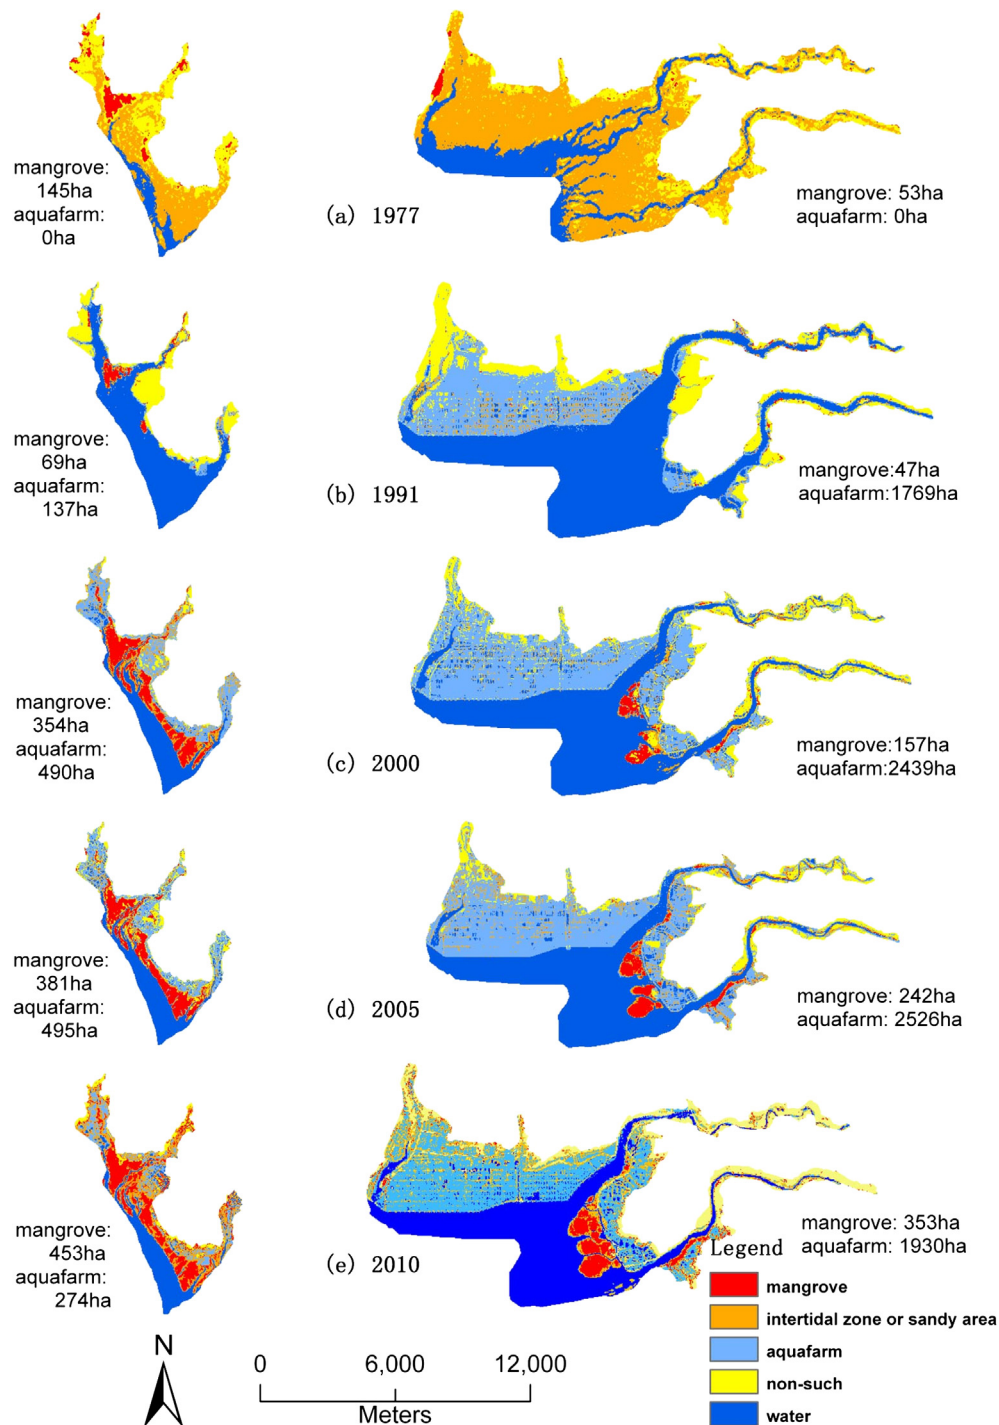 mangrove:
145ha
aquafarm:
0ha
(a) 1977
mangrove: 53ha
aquafarm: 0ha
mangrove:
69ha
aquafarm:
137ha
(b) 1991
mangrove:47ha
aquafarm:1769ha
mangrove:
354ha
aquafarm:
490ha
(c) 2000
mangrove:157ha
aquafarm:2439ha
mangrove:
381ha
aquafarm:
495ha
(d) 2005
mangrove: 242ha
aquafarm: 2526ha
mangrove:
453ha
aquafarm:
274ha
(e) 2010
mangrove: 353ha
aquafarm: 1930ha
Legend
mangrove
intertidal zone or sandy area
aquafarm
non-such
water
N
0 6,000 12,000
Meters